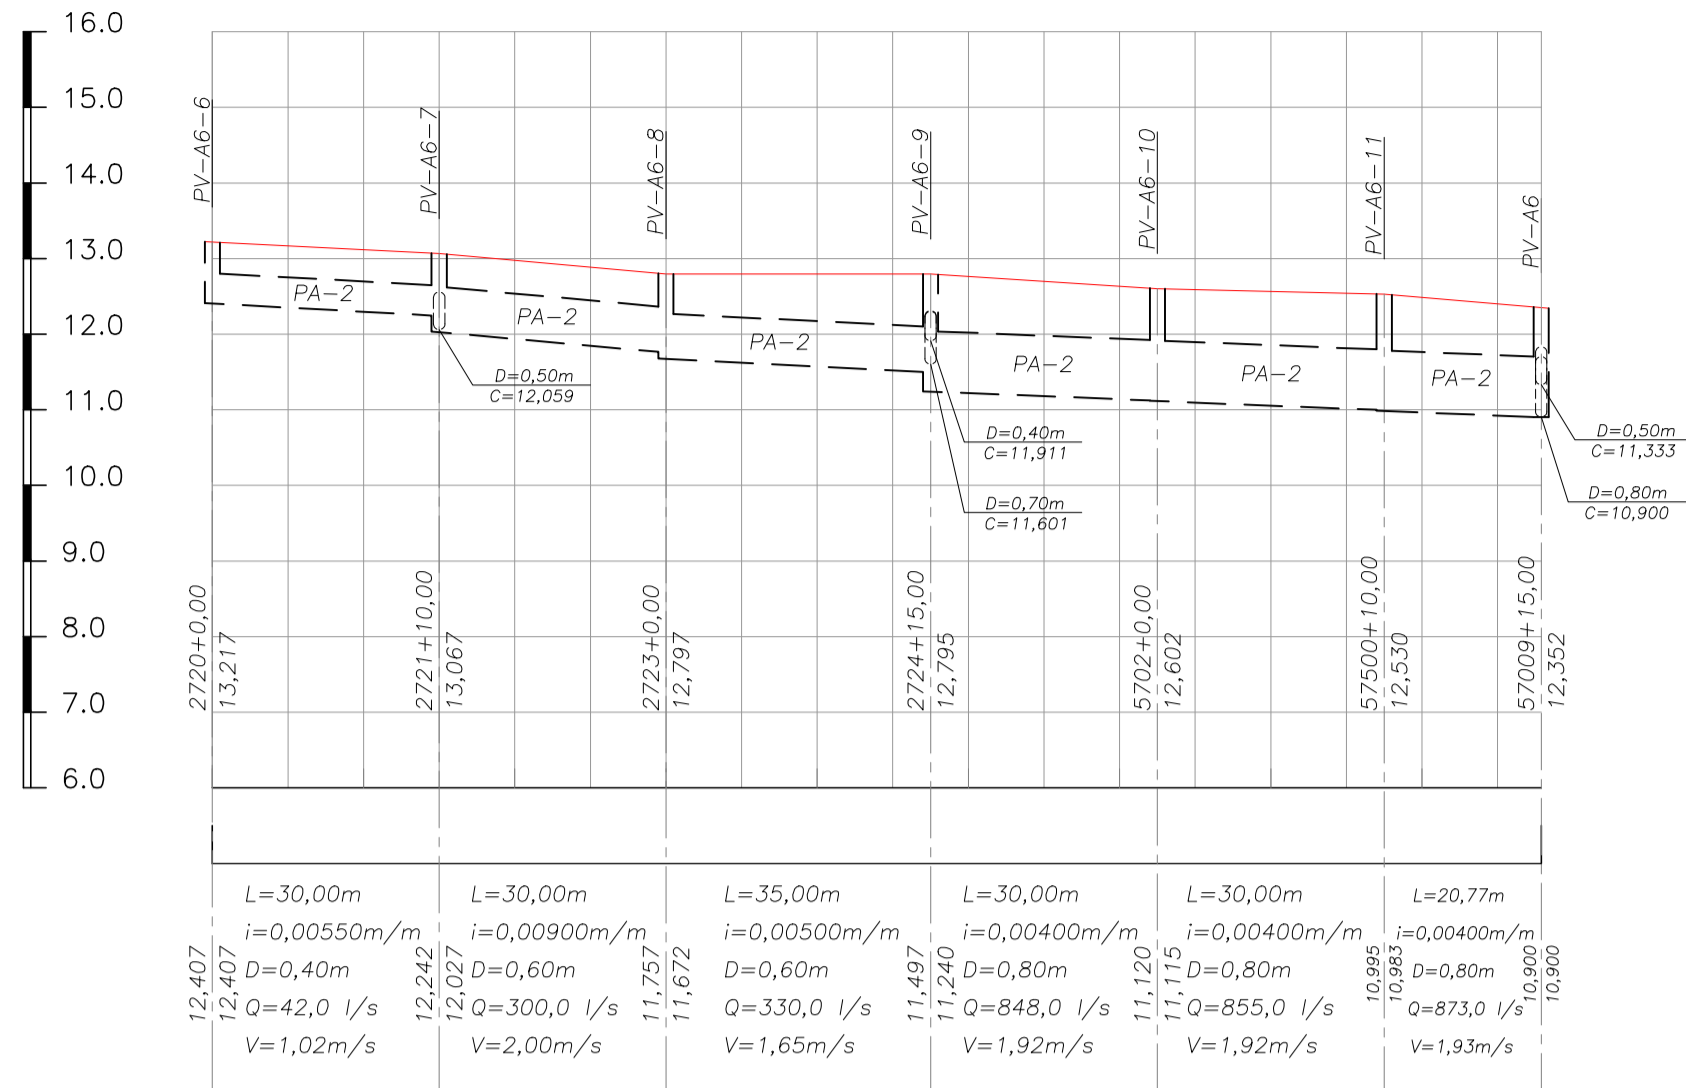 16.0
15.0
14.0
13.0
12.0
11.0
10.0
9.0
8.0
7.0
6.0
PV-A6-6
PV-A6-7
PV-A6-8
PV-A6-9
PV-A6-10
PV-A6-11
PV-A6
PA-2
PA-2
PA-2
PA-2
PA-2
PA-2
D=0,50m
C=12,059
D=0,40m
C=11,911
D=0,70m
C=11,601
D=0,50m
C=11,333
D=0,80m
C=10,900
2720+0,00
13,217
2721+10,00
13,067
2723+0,00
12,797
2724+15,00
12,795
5702+0,00
12,602
57500+10,00
12,530
57009+15,00
12,352
12,407
12,407
L=30,00m
i=0,00550m/m
D=0,40m
Q=42,0 l/s
V=1,02m/s
12,242
12,027
L=30,00m
i=0,00900m/m
D=0,60m
Q=300,0 l/s
V=2,00m/s
11,757
11,672
L=35,00m
i=0,00500m/m
D=0,60m
Q=330,0 l/s
V=1,65m/s
11,497
11,240
L=30,00m
i=0,00400m/m
D=0,80m
Q=848,0 l/s
V=1,92m/s
11,120
11,115
L=30,00m
i=0,00400m/m
D=0,80m
Q=855,0 l/s
V=1,92m/s
10,995
10,983
L=20,77m
i=0,00400m/m
D=0,80m
Q=873,0 l/s
V=1,93m/s
10,900
10,900